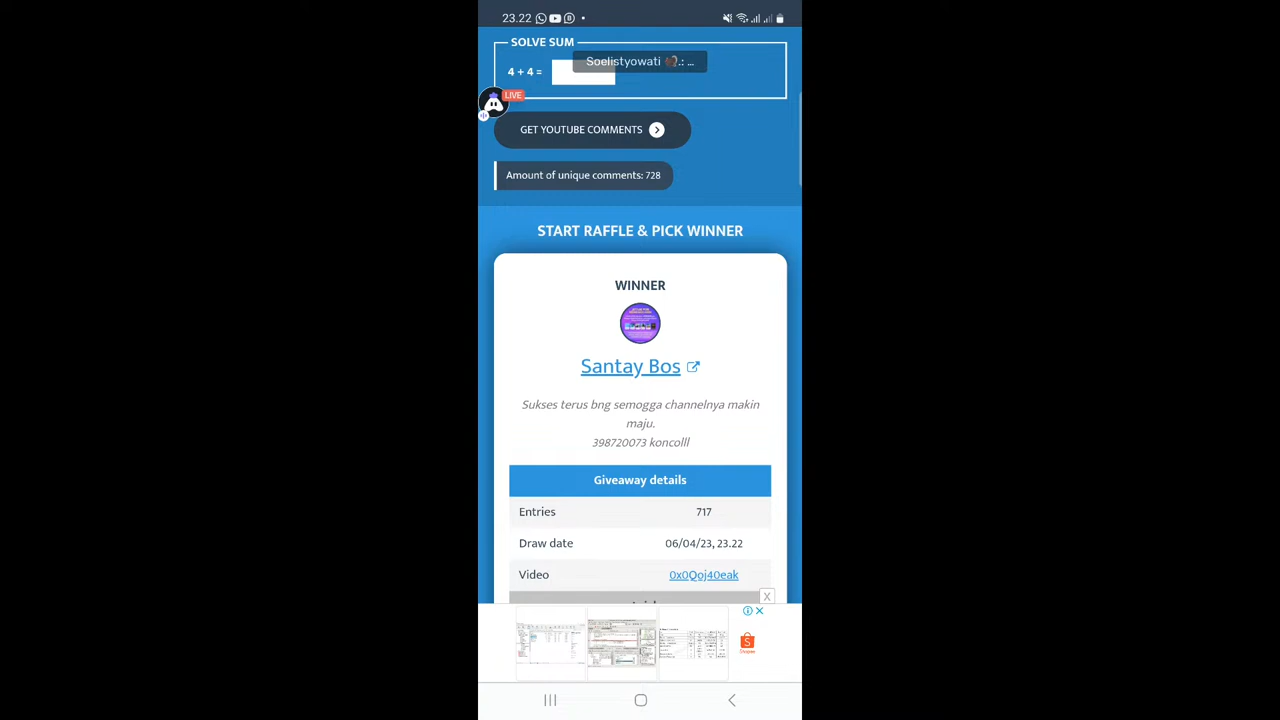 23.22
SOLVE SUM
Soelistyowati .: ...
4 + 4 =
LIVE
GET YOUTUBE COMMENTS
Amount of unique comments: 728
START RAFFLE & PICK WINNER
WINNER
Santay Bos
Sukses terus bng semogga channelnya makin
maju.
398720073 koncolll
Giveaway details
Entries 717
Draw date 06/04/23, 23.22
Video 0x0Qoj40eak
X
Shopee